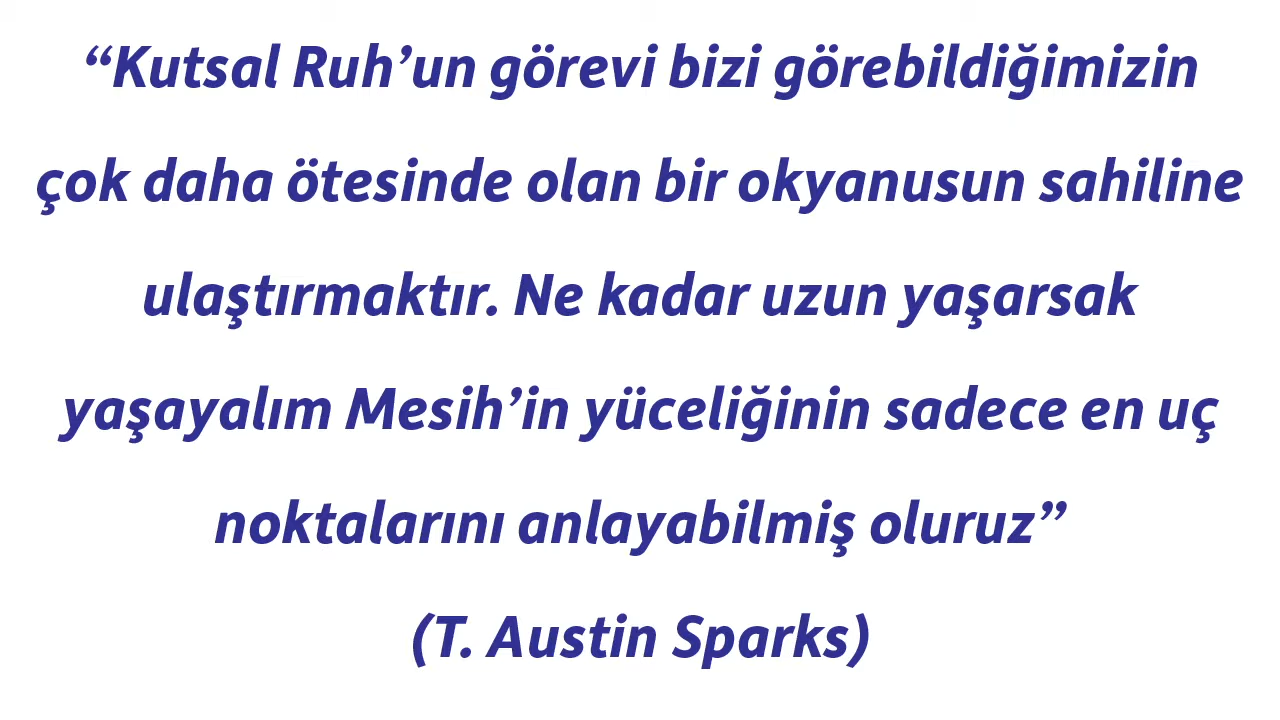 “Kutsal Ruh’un görevi bizi görebildiğimizin
çok daha ötesinde olan bir okyanusun sahiline
ulaştırmaktır. Ne kadar uzun yaşarsak
yaşayalım Mesih’in yüceliğinin sadece en uç
noktalarını anlayabilmiş oluruz”
(T. Austin Sparks)